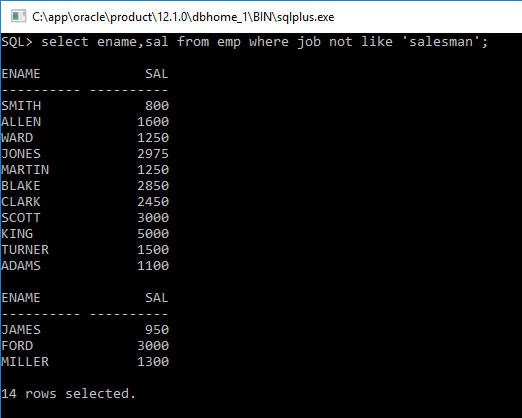 C:\app\oracle\product\12.1.0\dbhome_1\BIN\sqlplus.exe
SQL> select ename,sal from emp where job not like 'salesman';
ENAME             SAL
---------- ----------
SMITH             800
ALLEN            1600
WARD             1250
JONES            2975
MARTIN           1250
BLAKE            2850
CLARK            2450
SCOTT            3000
KING             5000
TURNER           1500
ADAMS            1100
ENAME             SAL
---------- ----------
JAMES             950
FORD             3000
MILLER           1300
14 rows selected.